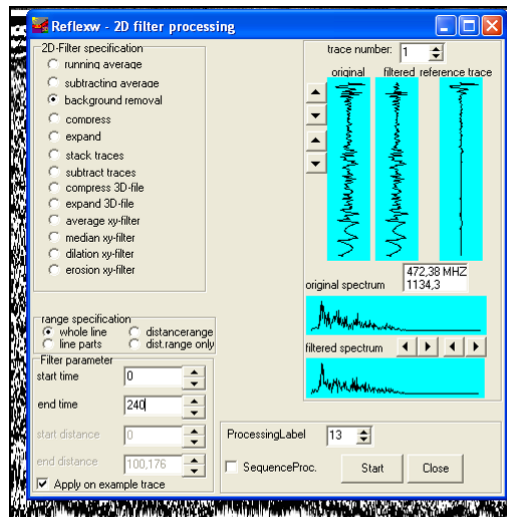 Reflexw - 2D filter processing
2D-Filter specification
running average
subtracting average
background removal
compress
expand
stack traces
subtract traces
compress 3D-file
expand 3D-file
average xy-filter
median xy-filter
dilation xy-filter
erosion xy-filter
range specification
whole line
distancerange
line parts
dist.range only
Filter parameter
start time
0
end time
240
start distance
0
end distance
100,176
Apply on example trace
trace number:
1
original
filtered
reference trace
472,38 MHZ
1134,3
original spectrum
filtered spectrum
ProcessingLabel
13
SequenceProc.
Start
Close